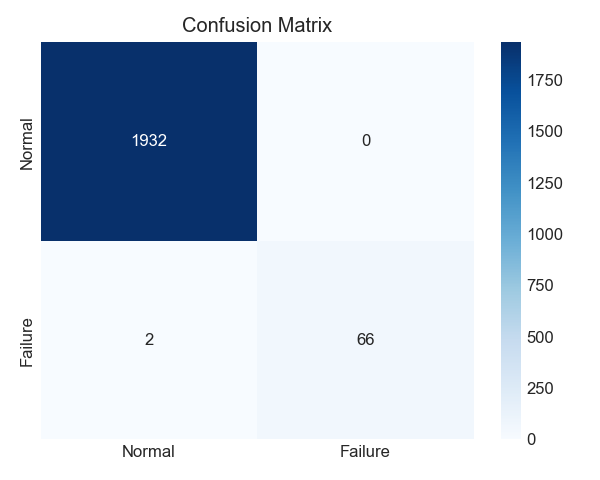 Confusion Matrix
Normal
1932
0
Failure
2
66
Normal
Failure
1750
1500
1250
1000
750
500
250
0